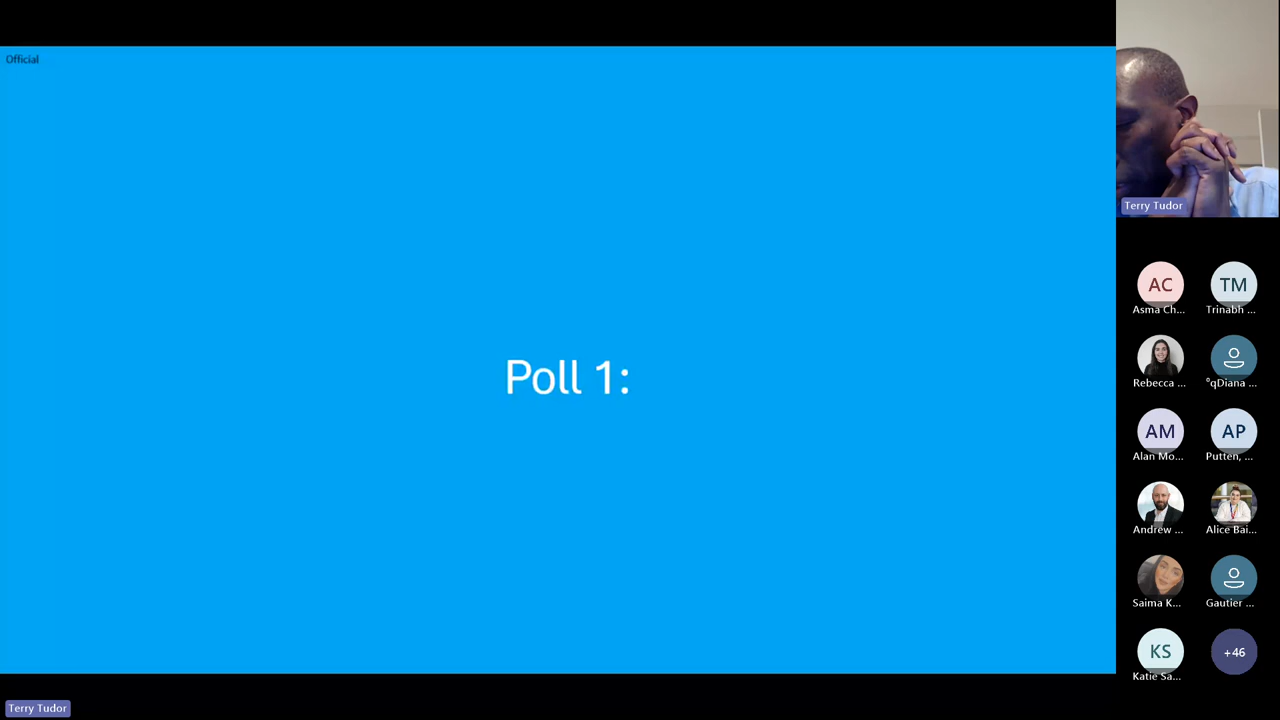 Official
Poll 1:
Terry Tudor
AC
TM
Asma Ch...
Trinabh ...
Rebecca ...
°qDiana ...
AM
AP
Alan Mo...
Putten, ...
Andrew ...
Alice Bai...
Saima K...
Gautier ...
KS
+46
Katie Sa...
Terry Tudor